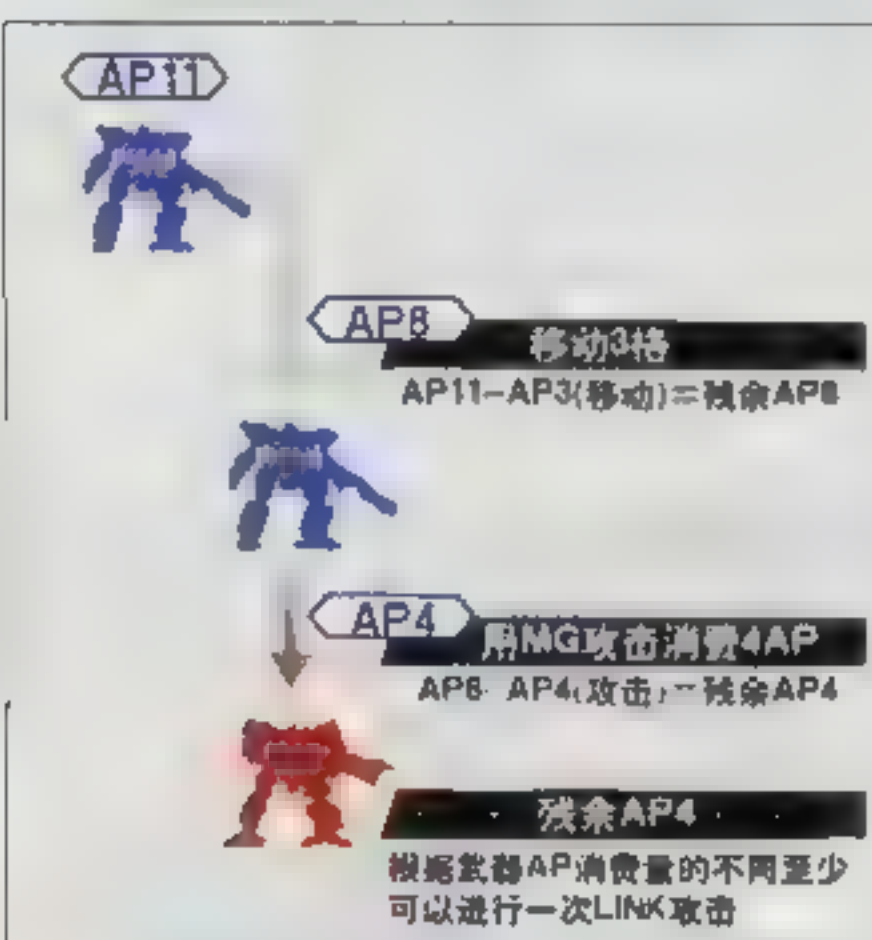 AP11
AP8
移动3格
AP11-AP3(移动)=残余AP8
AP4
用MG攻击消费4AP
AP8-AP4(攻击)=残余AP4
残余AP4
根据武器AP消费量的不同至少
可以进行一次LINK攻击